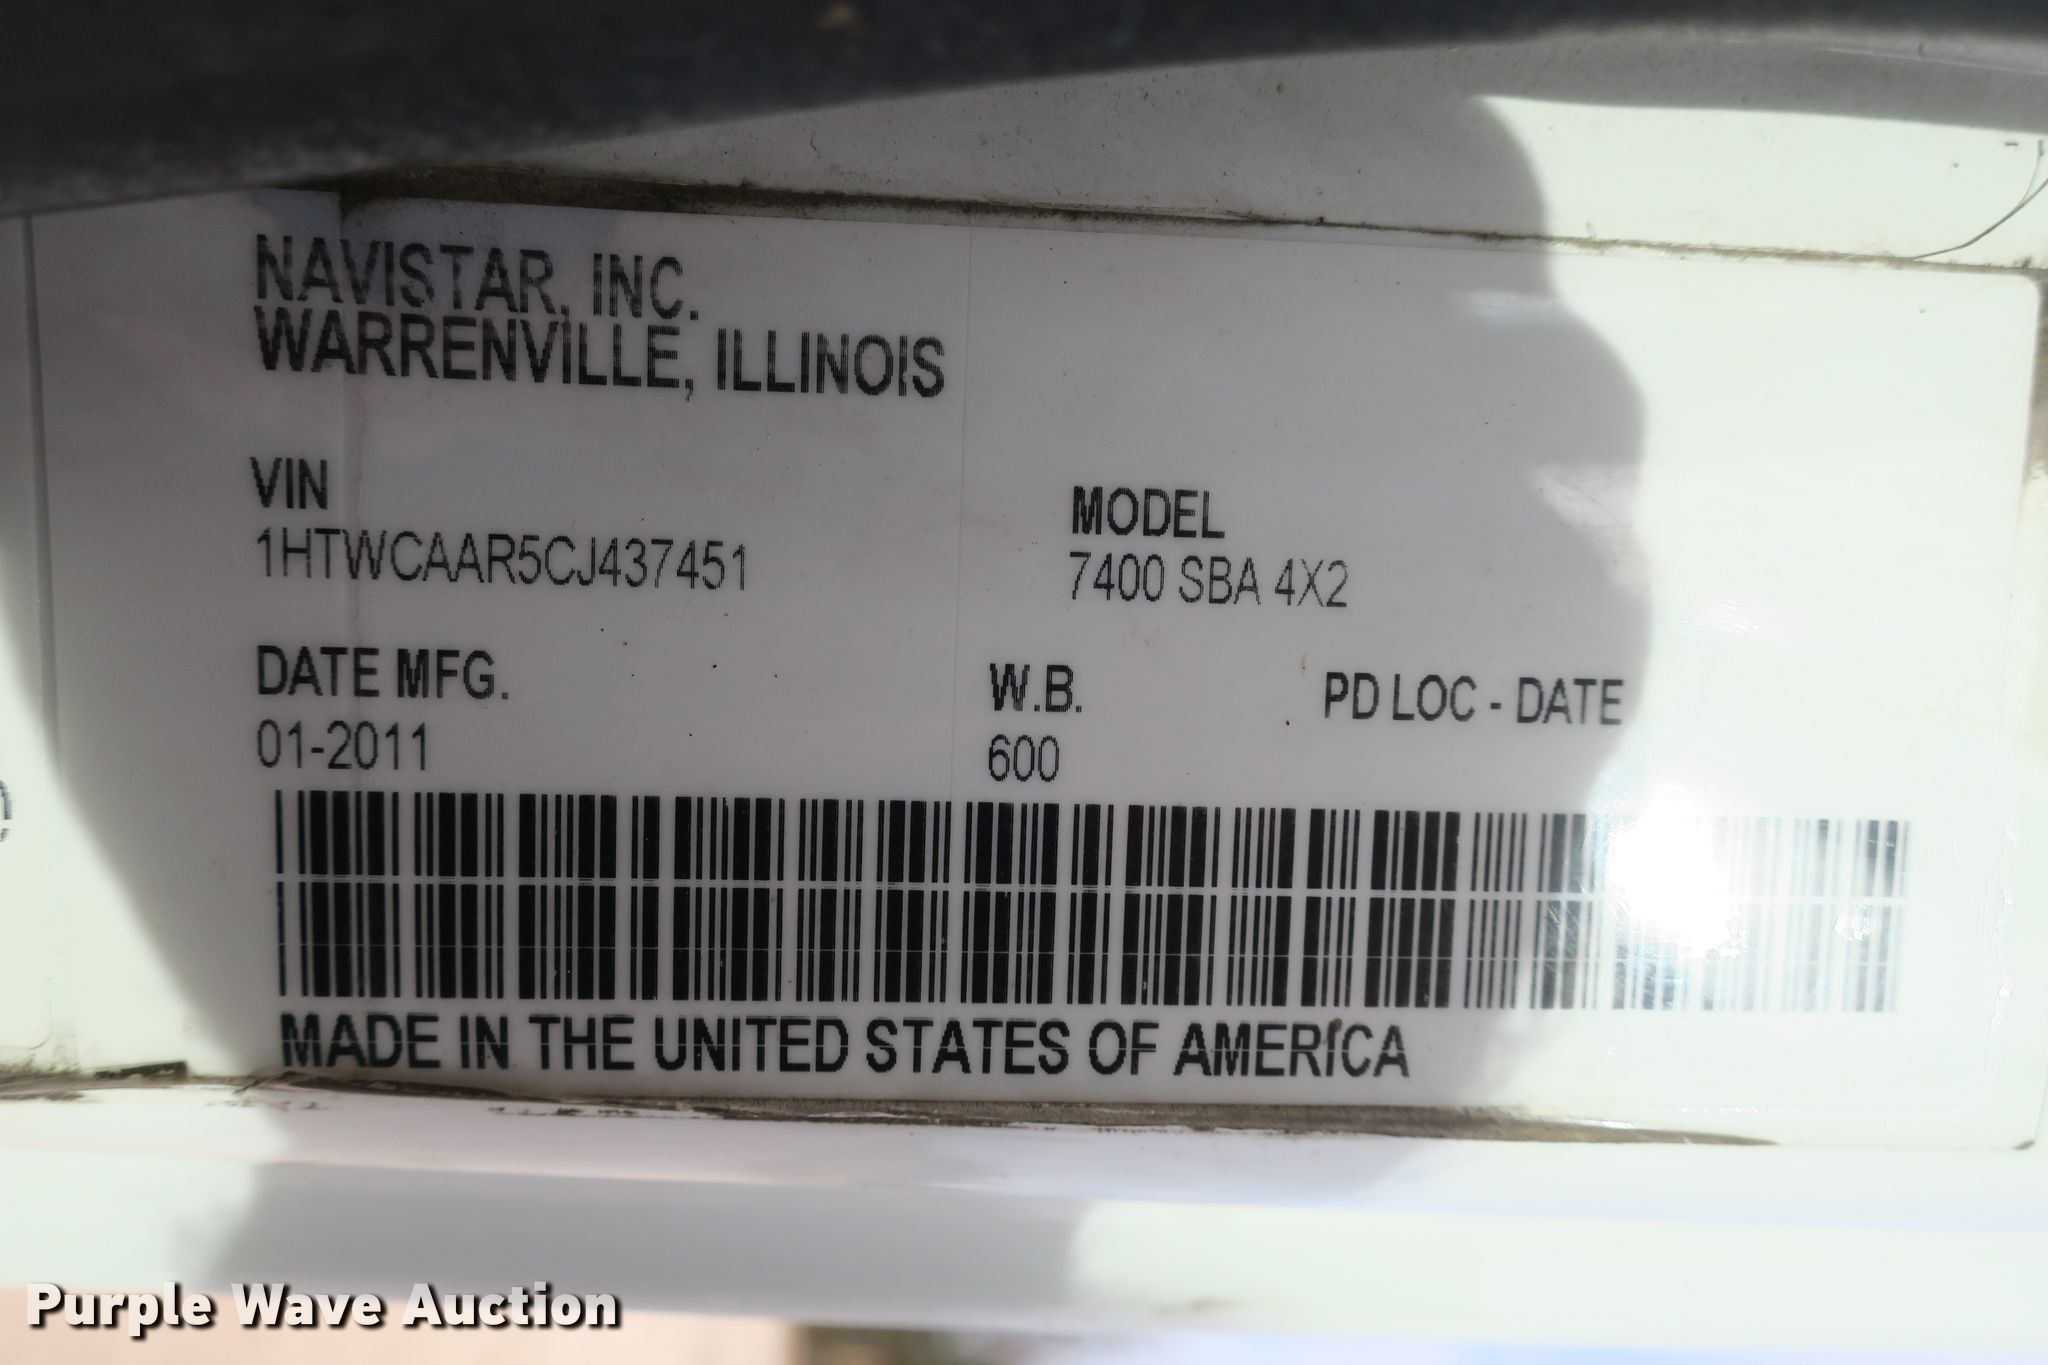 NAVISTAR, INC.
WARRENVILLE, ILLINOIS
VIN
1HTWCAAR5CJ437451
MODEL
7400 SBA 4X2
DATE MFG.
01-2011
W.B.
600
PD LOC - DATE
MADE IN THE UNITED STATES OF AMERICA
Purple Wave Auction